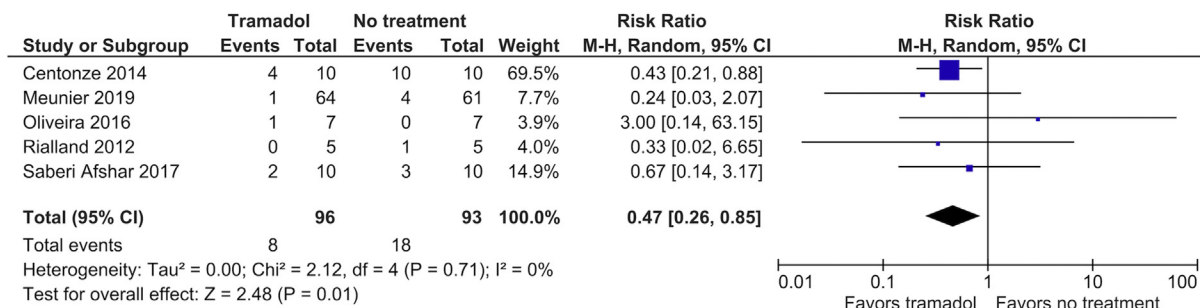 Tramadol No treatment Risk Ratio Risk Ratio
Study or Subgroup Events Total Events Total Weight M-H, Random, 95% CI M-H, Random, 95% CI
Centonze 2014 4 10 10 10 69.5% 0.43 [0.21, 0.88]
Meunier 2019 1 64 4 61 7.7% 0.24 [0.03, 2.07]
Oliveira 2016 1 7 0 7 3.9% 3.00 [0.14, 63.15]
Rialland 2012 0 5 1 5 4.0% 0.33 [0.02, 6.65]
Saberi Afshar 2017 2 10 3 10 14.9% 0.67 [0.14, 3.17]
Total (95% CI) 96 93 100.0% 0.47 [0.26, 0.85]
Total events 8 18
Heterogeneity: Tau² = 0.00; Chi² = 2.12, df = 4 (P = 0.71); I² = 0%
Test for overall effect: Z = 2.48 (P = 0.01)
0.01 0.1 1 10 100
Favors tramadol Favors no treatment